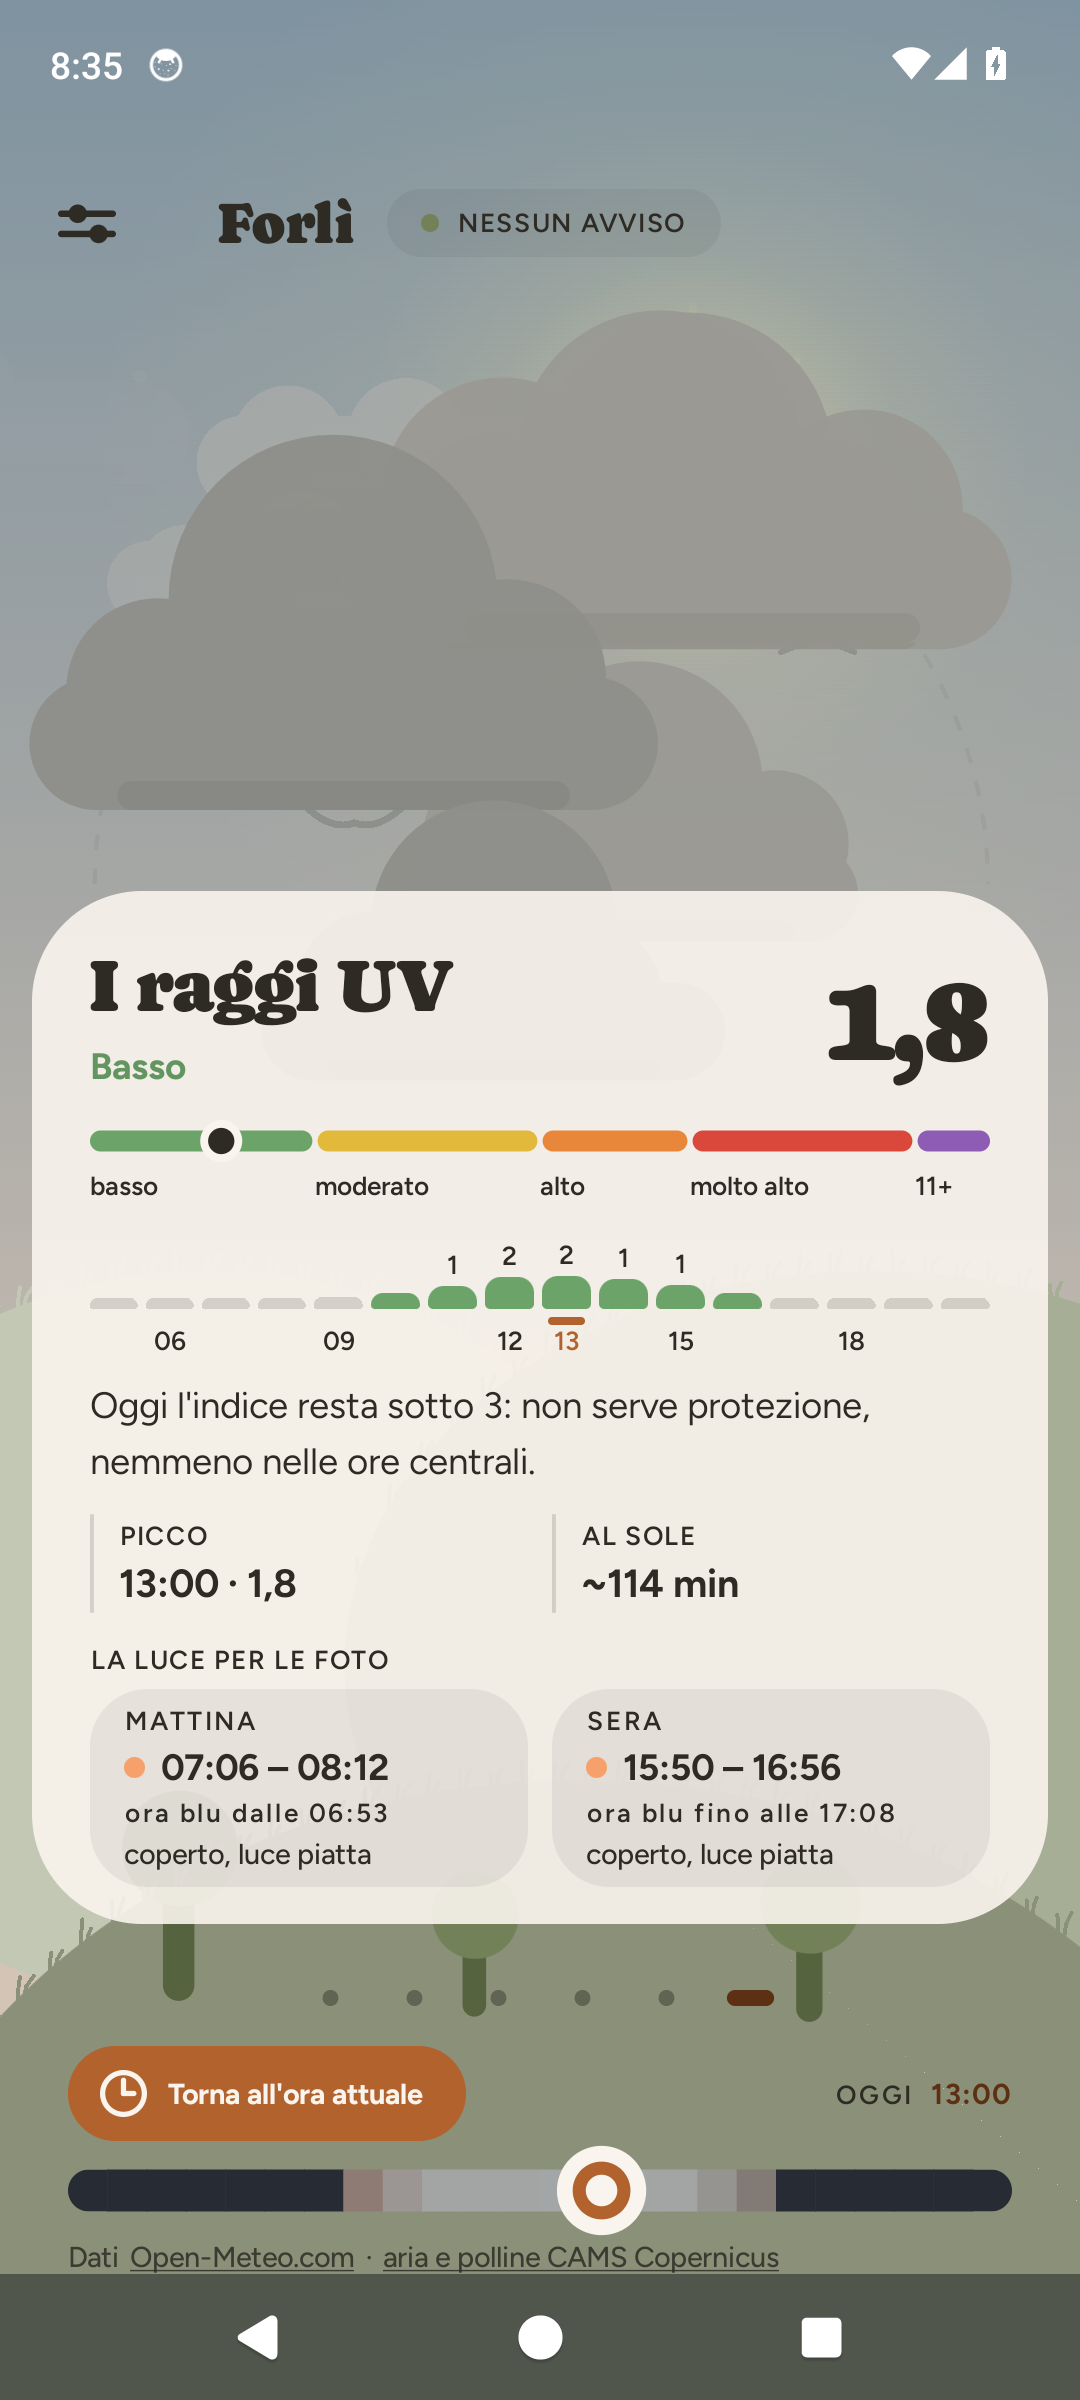 8:35
Forlì NESSUN AVVISO
I raggi UV
1,8
Basso
basso moderato alto molto alto 11+
1 2 2 1 1
06 09 12 13 15 18
Oggi l'indice resta sotto 3: non serve protezione,
nemmeno nelle ore centrali.
PICCO
13:00 · 1,8
AL SOLE
~114 min
LA LUCE PER LE FOTO
MATTINA
07:06 – 08:12
ora blu dalle 06:53
coperto, luce piatta
SERA
15:50 – 16:56
ora blu fino alle 17:08
coperto, luce piatta
Torna all'ora attuale
OGGI 13:00
Dati Open-Meteo.com · aria e polline CAMS Copernicus